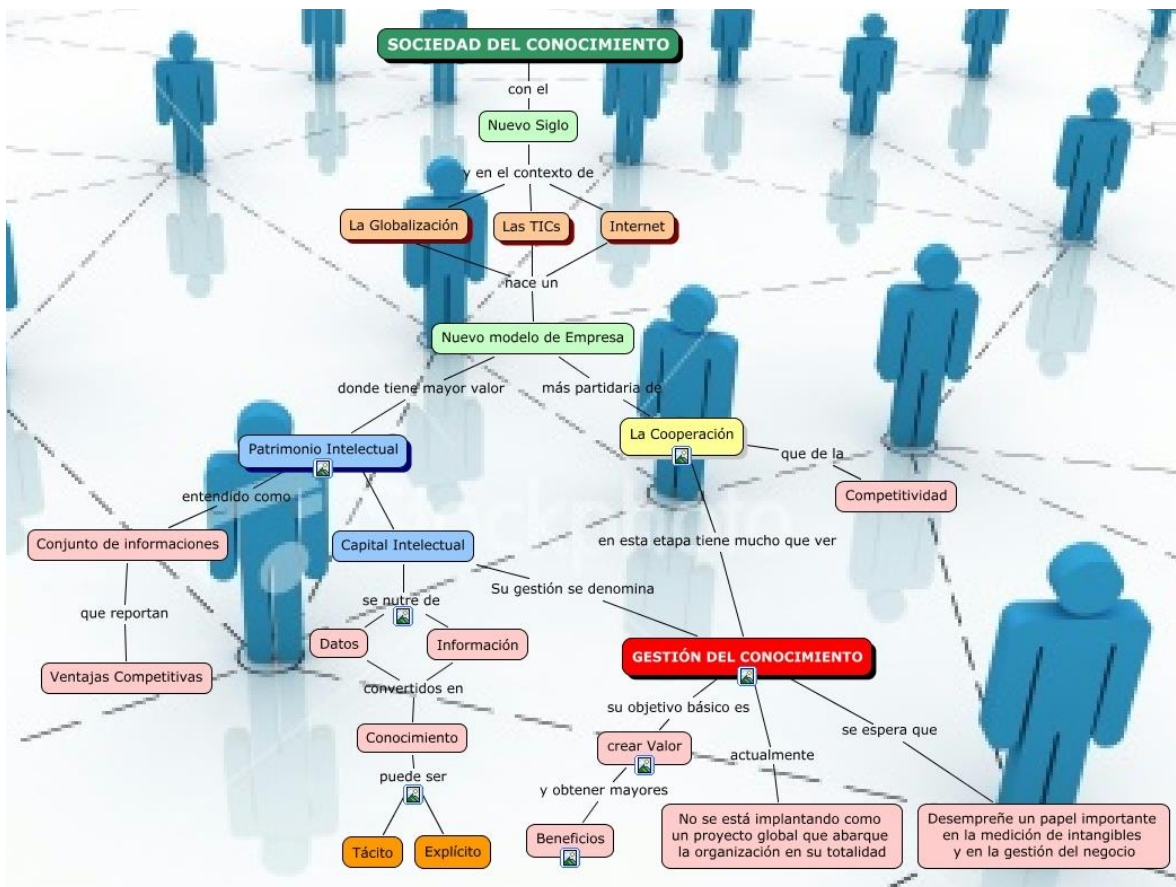 SOCIEDAD DEL CONOCIMIENTO
con el
Nuevo Siglo
y en el contexto de
La Globalización
Las TICs
Internet
nace un
Nuevo modelo de Empresa
donde tiene mayor valor
más partidaria de
Patrimonio Intelectual
La Cooperación
que de la
Competitividad
entendido como
Conjunto de informaciones
Capital Intelectual
en esta etapa tiene mucho que ver
que reportan
se nutre de
Su gestión se denomina
Datos
Información
Ventajas Competitivas
GESTIÓN DEL CONOCIMIENTO
convertidos en
su objetivo básico es
se espera que
Conocimiento
crear Valor
actualmente
puede ser
y obtener mayores
Tácito
Explícito
Beneficios
No se está implantando como
un proyecto global que abarque
la organización en su totalidad
Desempreñe un papel importante
en la medición de intangibles
y en la gestión del negocio